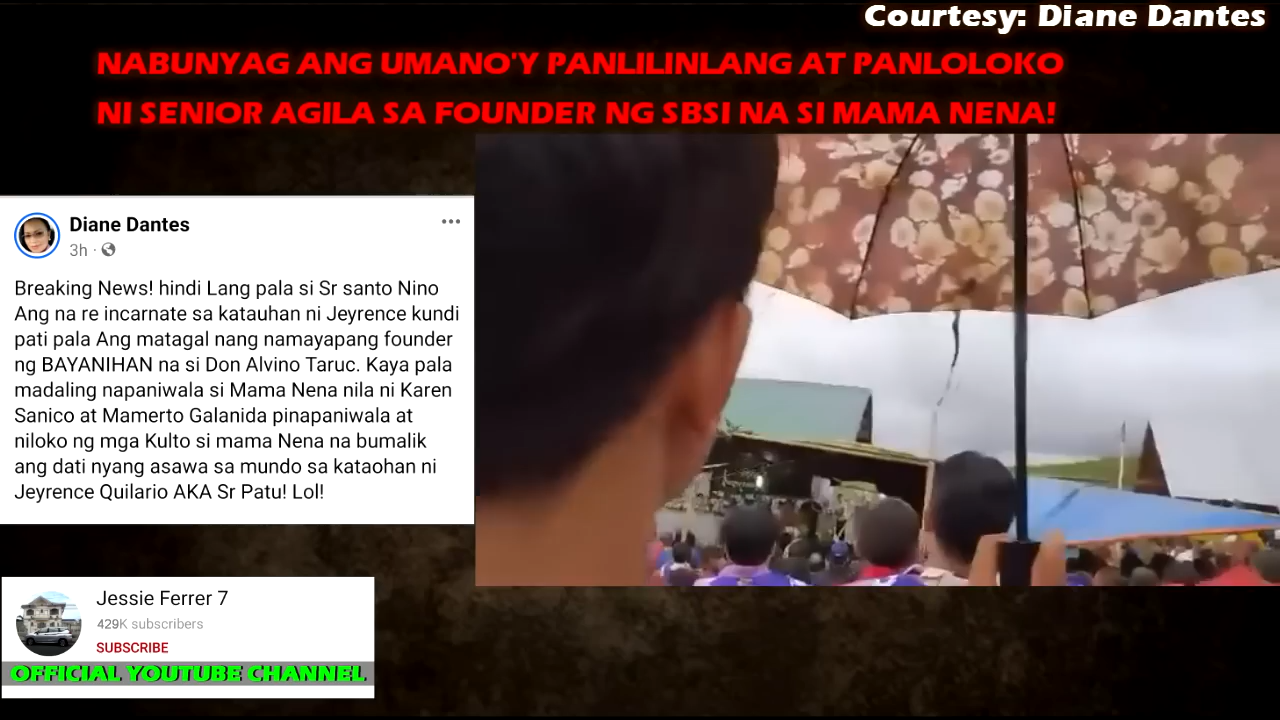 Courtesy: Diane Dantes
NABUNYAG ANG UMANO'Y PANLILINLANG AT PANLOLOKO
NI SENIOR AGILA SA FOUNDER NG SBSI NA SI MAMA NENA!
Diane Dantes
3h ·
Breaking News! hindi Lang pala si Sr santo Nino
Ang na re incarnate sa katauhan ni Jeyrence kundi
pati pala Ang matagal nang namayapang founder
ng BAYANIHAN na si Don Alvino Taruc. Kaya pala
madaling napaniwala si Mama Nena nila ni Karen
Sanico at Mamerto Galanida pinapaniwala at
niloko ng mga Kulto si mama Nena na bumalik
ang dati nyang asawa sa mundo sa kataohan ni
Jeyrence Quilario AKA Sr Patu! Lol!
Jessie Ferrer 7
429K subscribers
SUBSCRIBE
OFFICIAL YOUTUBE CHANNEL